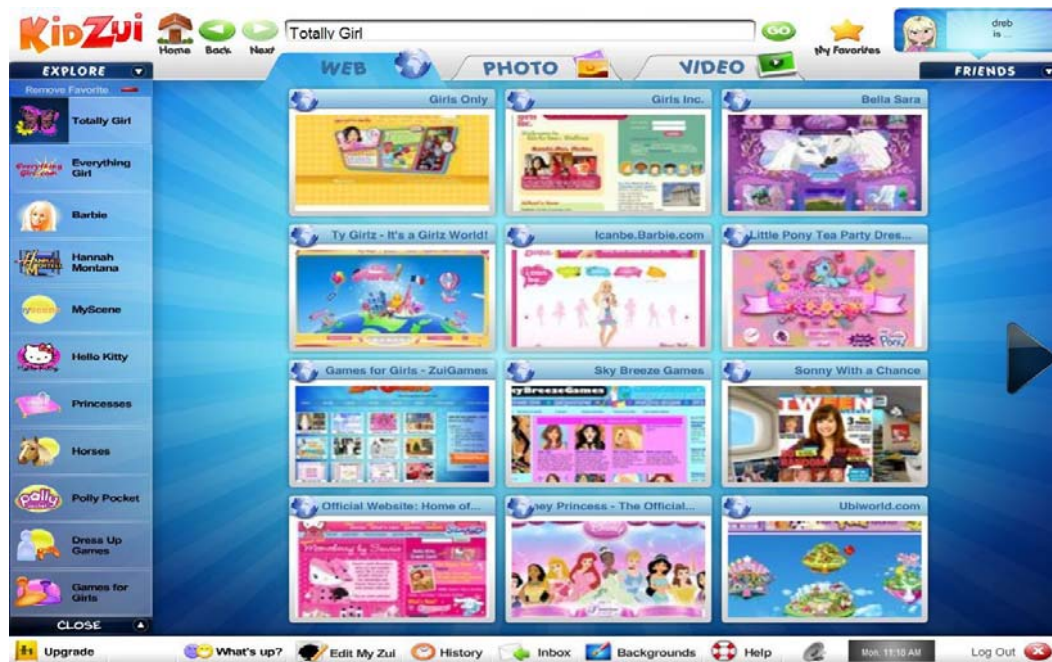 KidZui
Home
Back
Next
Totally Girl
GO
My Favorites
dreb
is ...
EXPLORE
WEB
PHOTO
VIDEO
FRIENDS
Remove Favorite
Totally Girl
Everything
Girl
Barbie
Hannah
Montana
MyScene
Hello Kitty
Princesses
Horses
Polly Pocket
Dress Up
Games
Games for
Girls
CLOSE
Girls Only
Girls Inc.
Bella Sara
Ty Girlz - It's a Girlz World!
Icanbe.Barbie.com
Little Pony Tea Party Dres...
Games for Girls - ZuiGames
Sky Breeze Games
Sonny With a Chance
TWEEN
Official Website: Home of...
ney Princess - The Official...
Ubiworld.com
Upgrade
What's up?
Edit My Zui
History
Inbox
Backgrounds
Help
Mon, 11:10 AM
Log Out